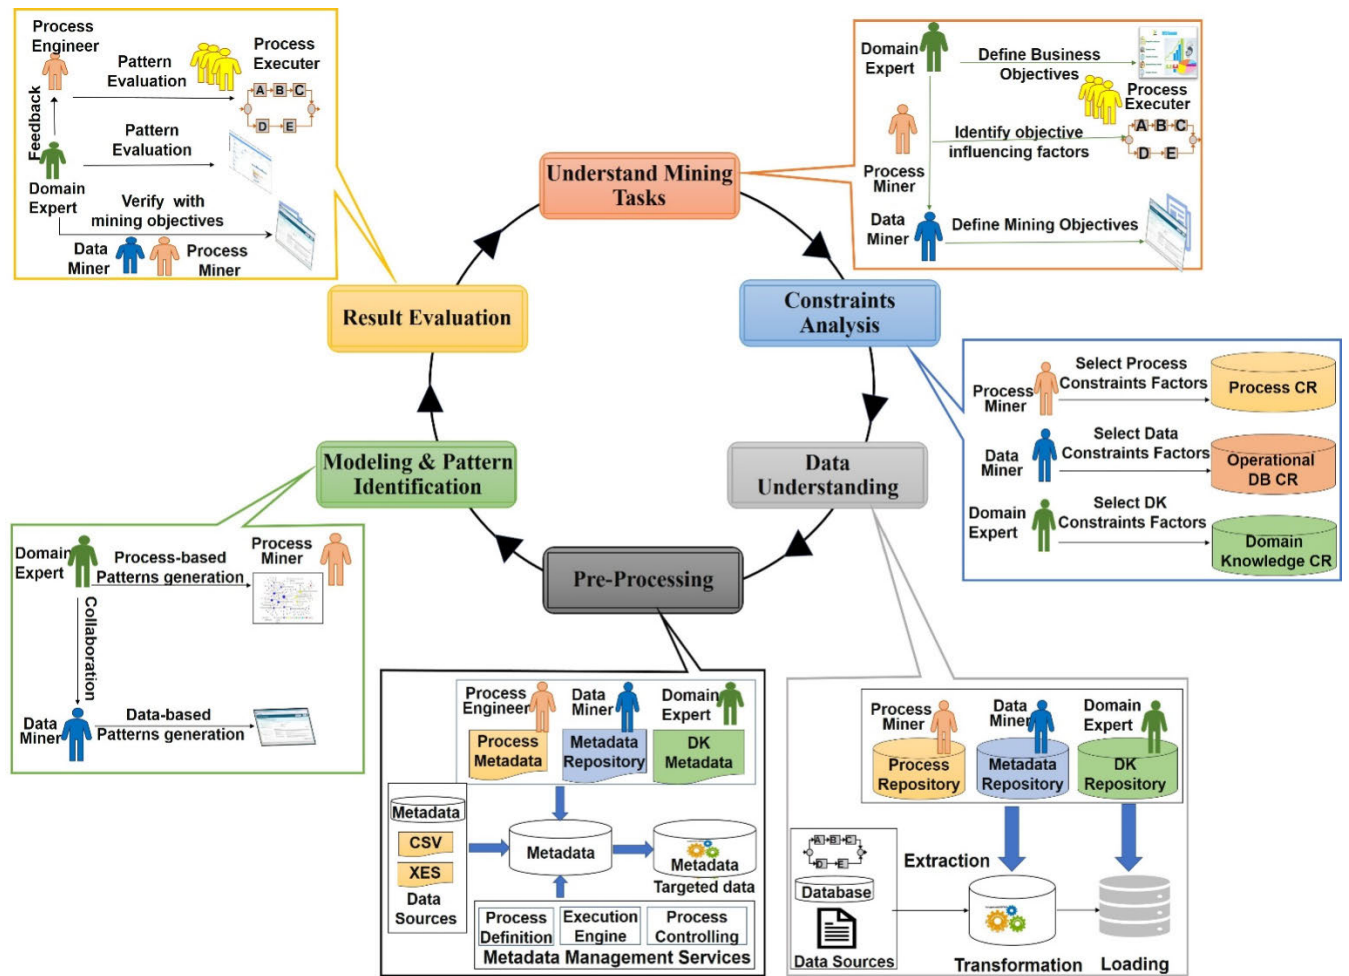 Process
Engineer
Pattern
Evaluation
Process
Executer
A B C
D E
Feedback
Pattern
Evaluation
Domain
Expert
Verify with
mining objectives
Data
Miner
Process
Miner
Understand Mining
Tasks
Domain
Expert
Define Business
Objectives
Process
Executer
Process
Miner
Identify objective
influencing factors
A B C
D E
Data
Miner
Define Mining Objectives
Result Evaluation
Constraints
Analysis
Process
Miner
Select Process
Constraints Factors
Process CR
Data
Miner
Select Data
Constraints Factors
Operational
DB CR
Domain
Expert
Select DK
Constraints Factors
Domain
Knowledge CR
Modeling & Pattern
Identification
Data
Understanding
Pre-Processing
Domain
Expert
Process-based
Patterns generation
Process
Miner
Collaboration
Data
Miner
Data-based
Patterns generation
Process
Engineer
Data
Miner
Domain
Expert
Process
Metadata
Metadata
Repository
DK
Metadata
Metadata
CSV
XES
Data
Sources
Metadata
Metadata
Targeted data
Process
Definition
Execution
Engine
Process
Controlling
Metadata Management Services
Process
Miner
Data
Miner
Domain
Expert
Process
Repository
Metadata
Repository
DK
Repository
A B C
D E
Database
Data Sources
Extraction
Transformation
Loading